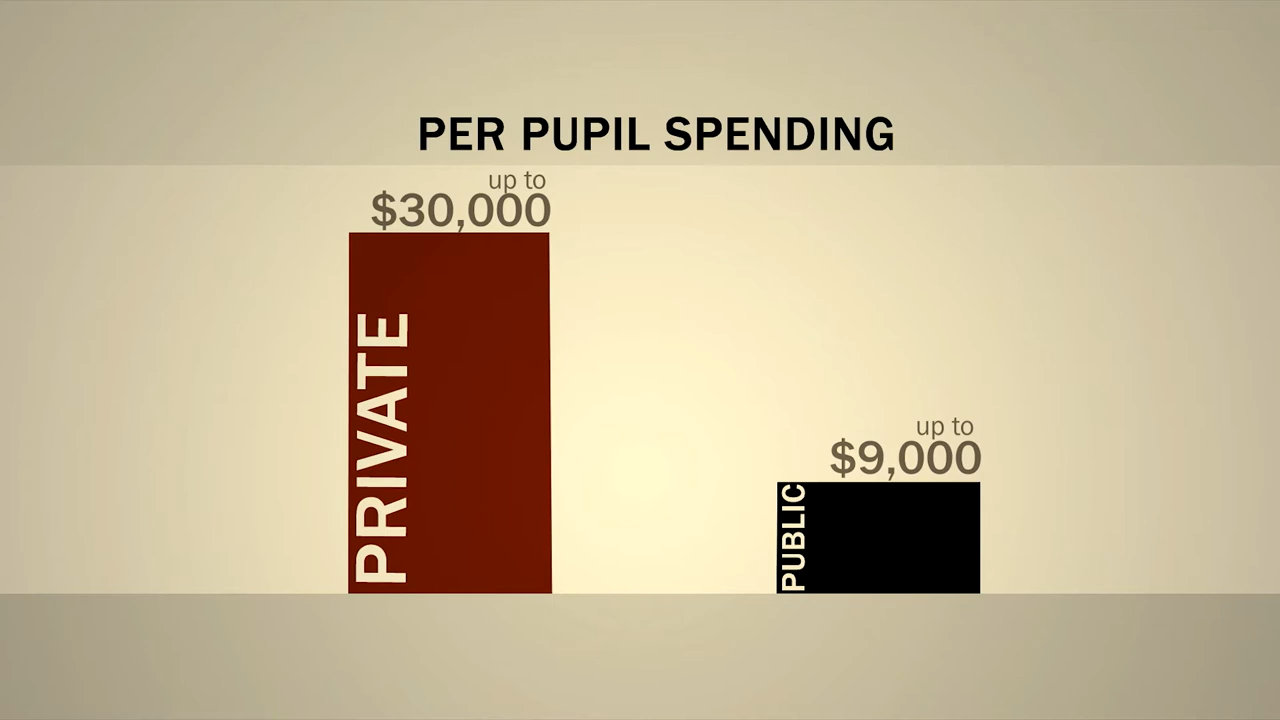 PER PUPIL SPENDING
up to
$30,000
PRIVATE
up to
$9,000
PUBLIC